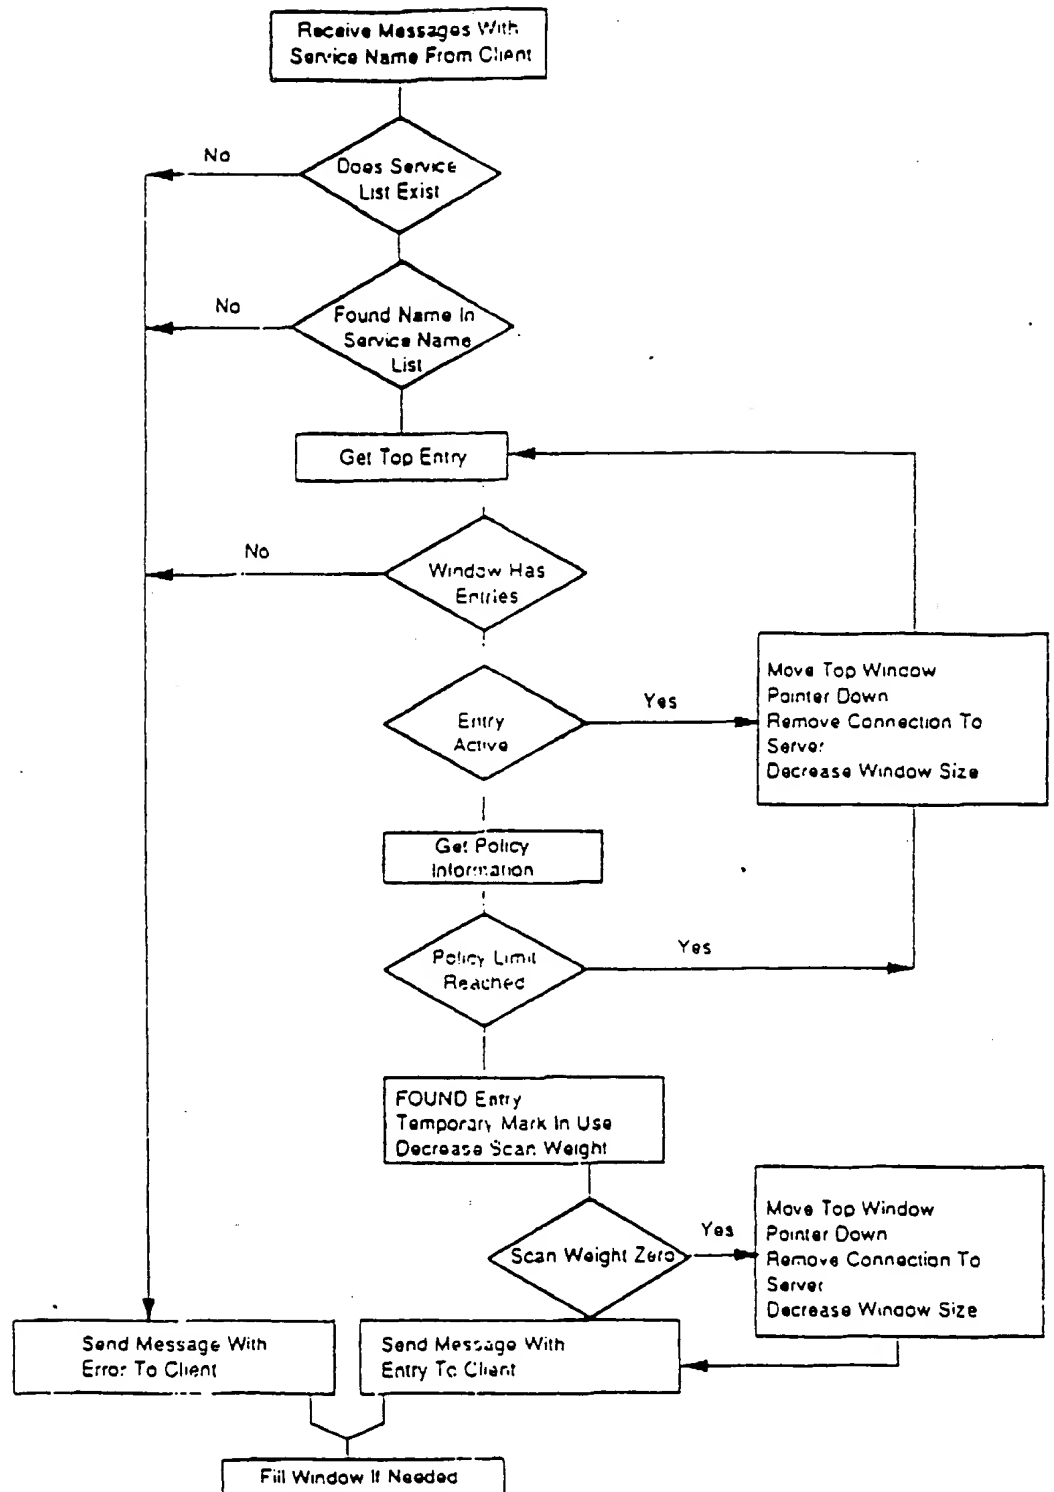 Receive Messages With
Service Name From Client
No
Does Service
List Exist
No
Found Name In
Service Name
List
Get Top Entry
No
Window Has
Entries
Entry
Active
Yes
Move Top Window
Pointer Down
Remove Connection To
Server
Decrease Window Size
Get Policy
Information
Policy Limit
Reached
Yes
FOUND Entry
Temporary Mark In Use
Decrease Scan Weight
Scan Weight Zero
Yes
Move Top Window
Pointer Down
Remove Connection To
Server
Decrease Window Size
Send Message With
Error To Client
Send Message With
Entry To Client
Fill Window If Needed